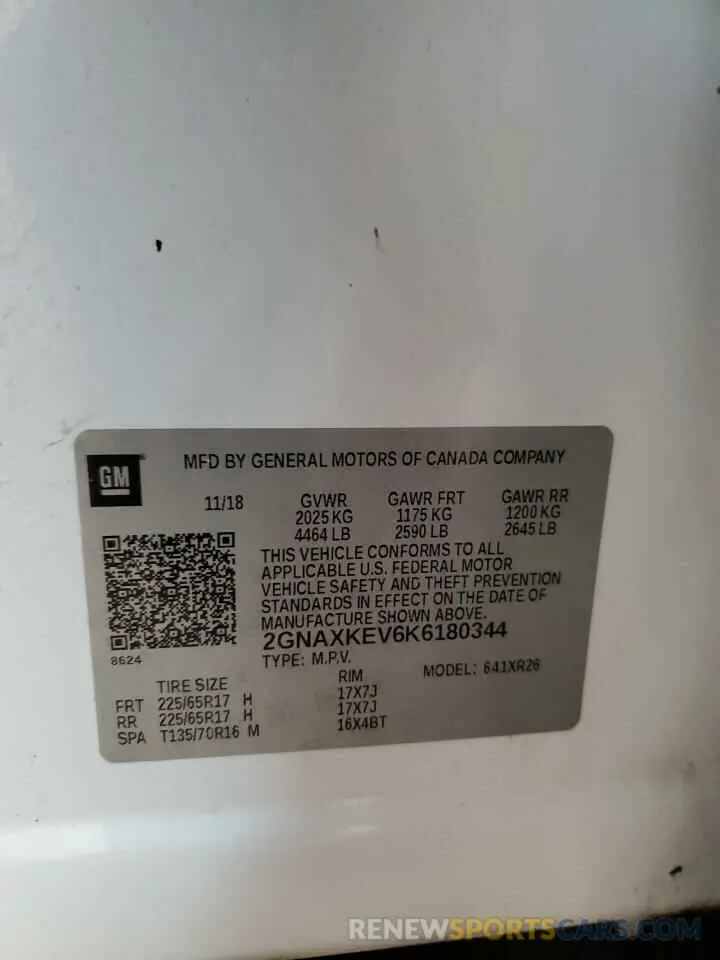 GM
MFD BY GENERAL MOTORS OF CANADA COMPANY
11/18 GVWR GAWR FRT GAWR RR
2025 KG 1175 KG 1200 KG
4464 LB 2590 LB 2645 LB
THIS VEHICLE CONFORMS TO ALL
APPLICABLE U.S. FEDERAL MOTOR
VEHICLE SAFETY AND THEFT PREVENTION
STANDARDS IN EFFECT ON THE DATE OF
MANUFACTURE SHOWN ABOVE.
2GNAXKEV6K6180344
8624
TYPE: M.P.V. MODEL: 641XR26
TIRE SIZE RIM
FRT 225/65R17 H 17X7J
RR 225/65R17 H 17X7J
SPA T135/70R16 M 16X4BT
RENEWSPORTSCARS.COM